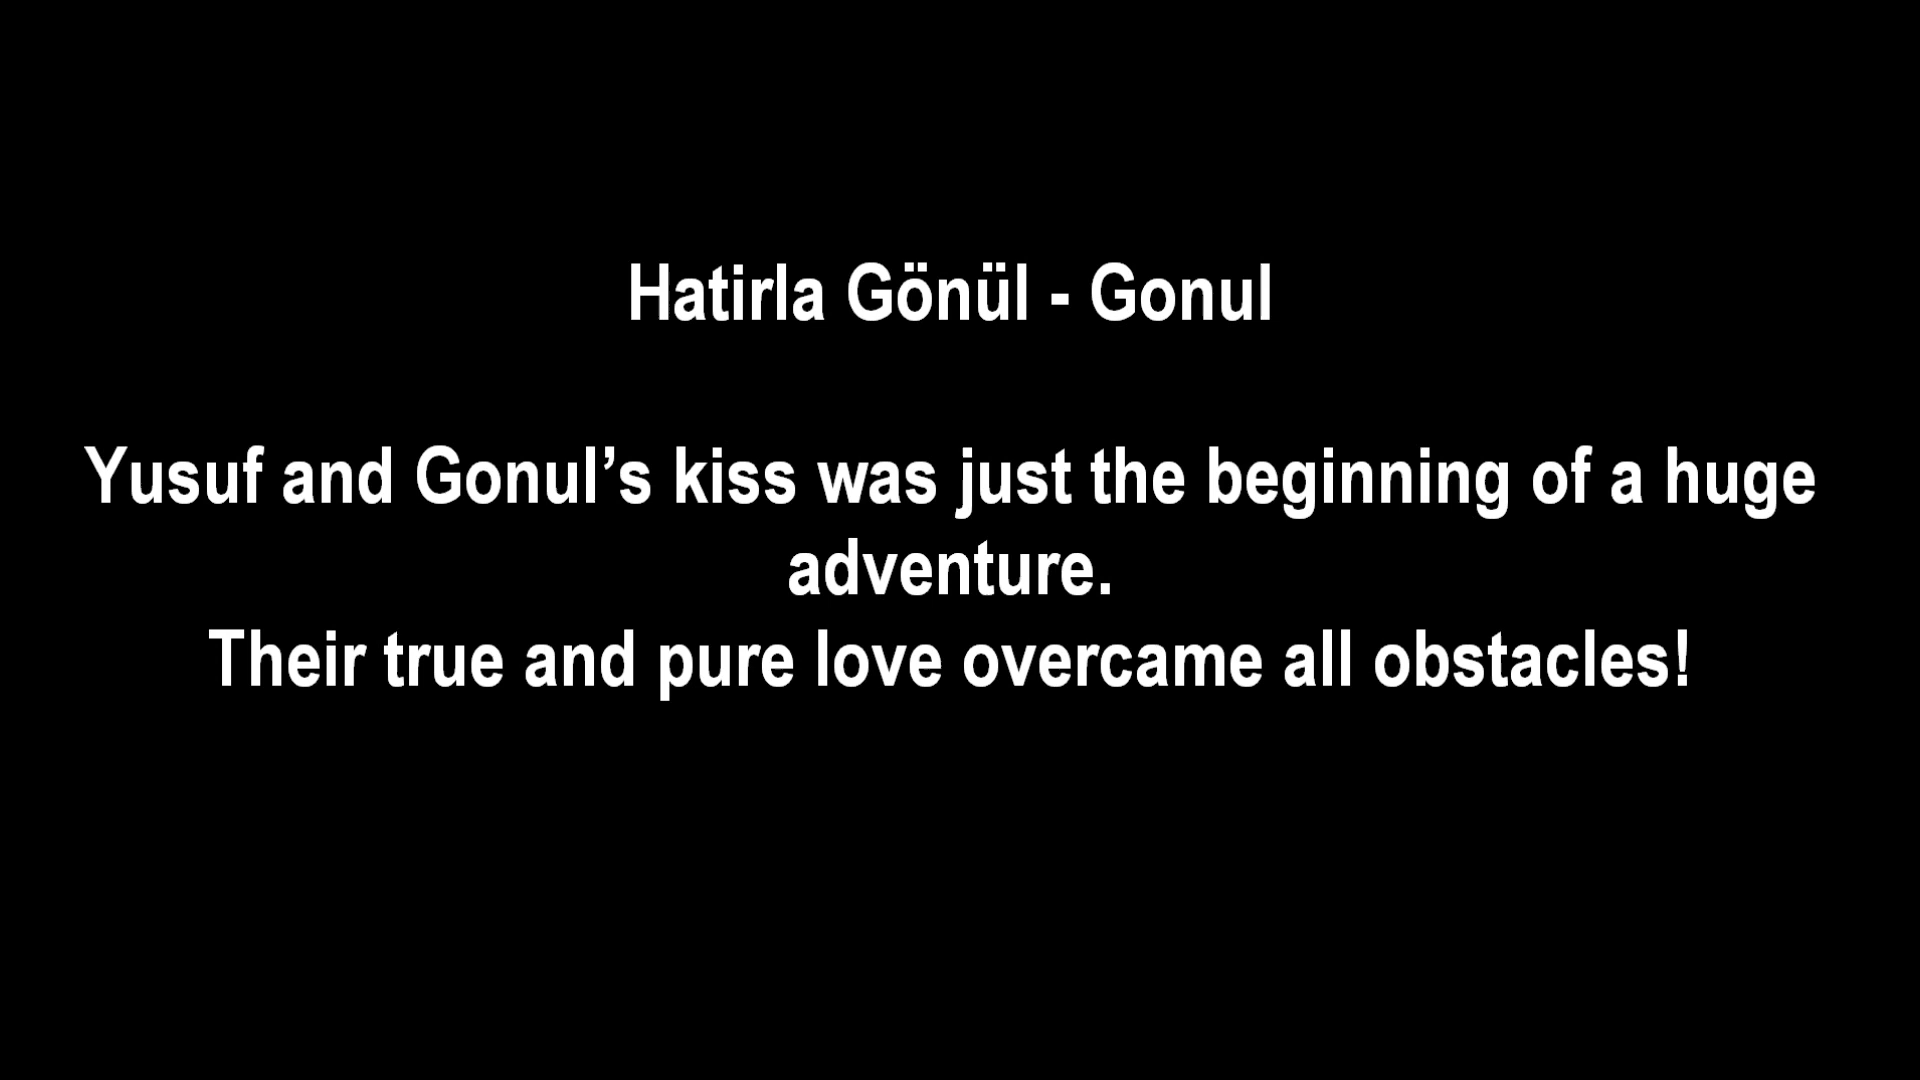 Hatirla Gönül - Gonul
Yusuf and Gonul’s kiss was just the beginning of a huge
adventure.
Their true and pure love overcame all obstacles!